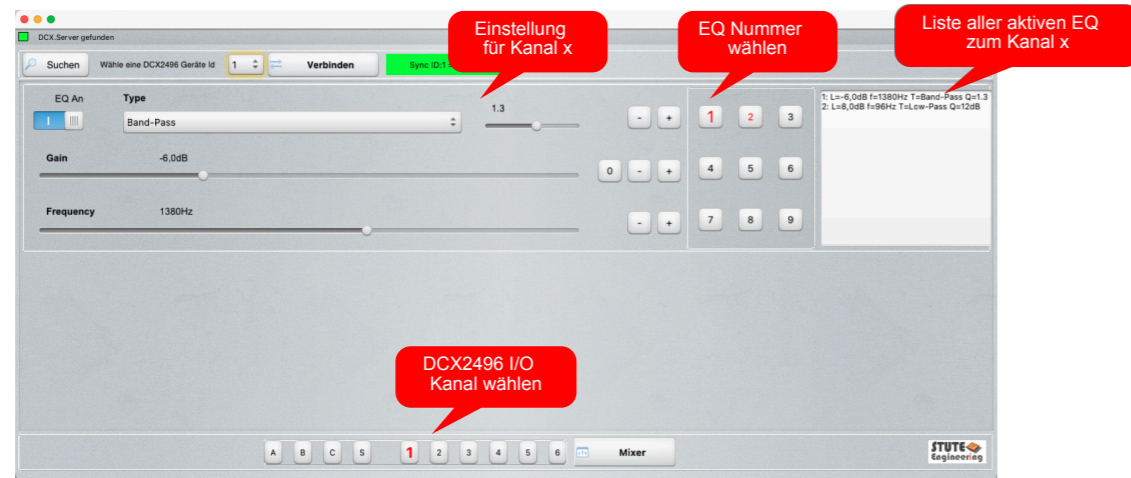 Einstellung
für Kanal x
EQ Nummer
wählen
Liste aller aktiven EQ
zum Kanal x
DCX.Server gefunden
Suchen
Wähle eine DCX2496 Geräte Id
1
Verbinden
Sync ID:1
EQ An
Type
1.3
I
Band-Pass
- +
1 2 3
1: L=-6,0dB f=1380Hz T=Band-Pass Q=1.3
2: L=8,0dB f=96Hz T=Low-Pass Q=12dB
Gain
-6,0dB
0 - +
4 5 6
Frequency
1380Hz
- +
7 8 9
DCX2496 I/O
Kanal wählen
A B C S 1 2 3 4 5 6
Mixer
STUTE
Engineering